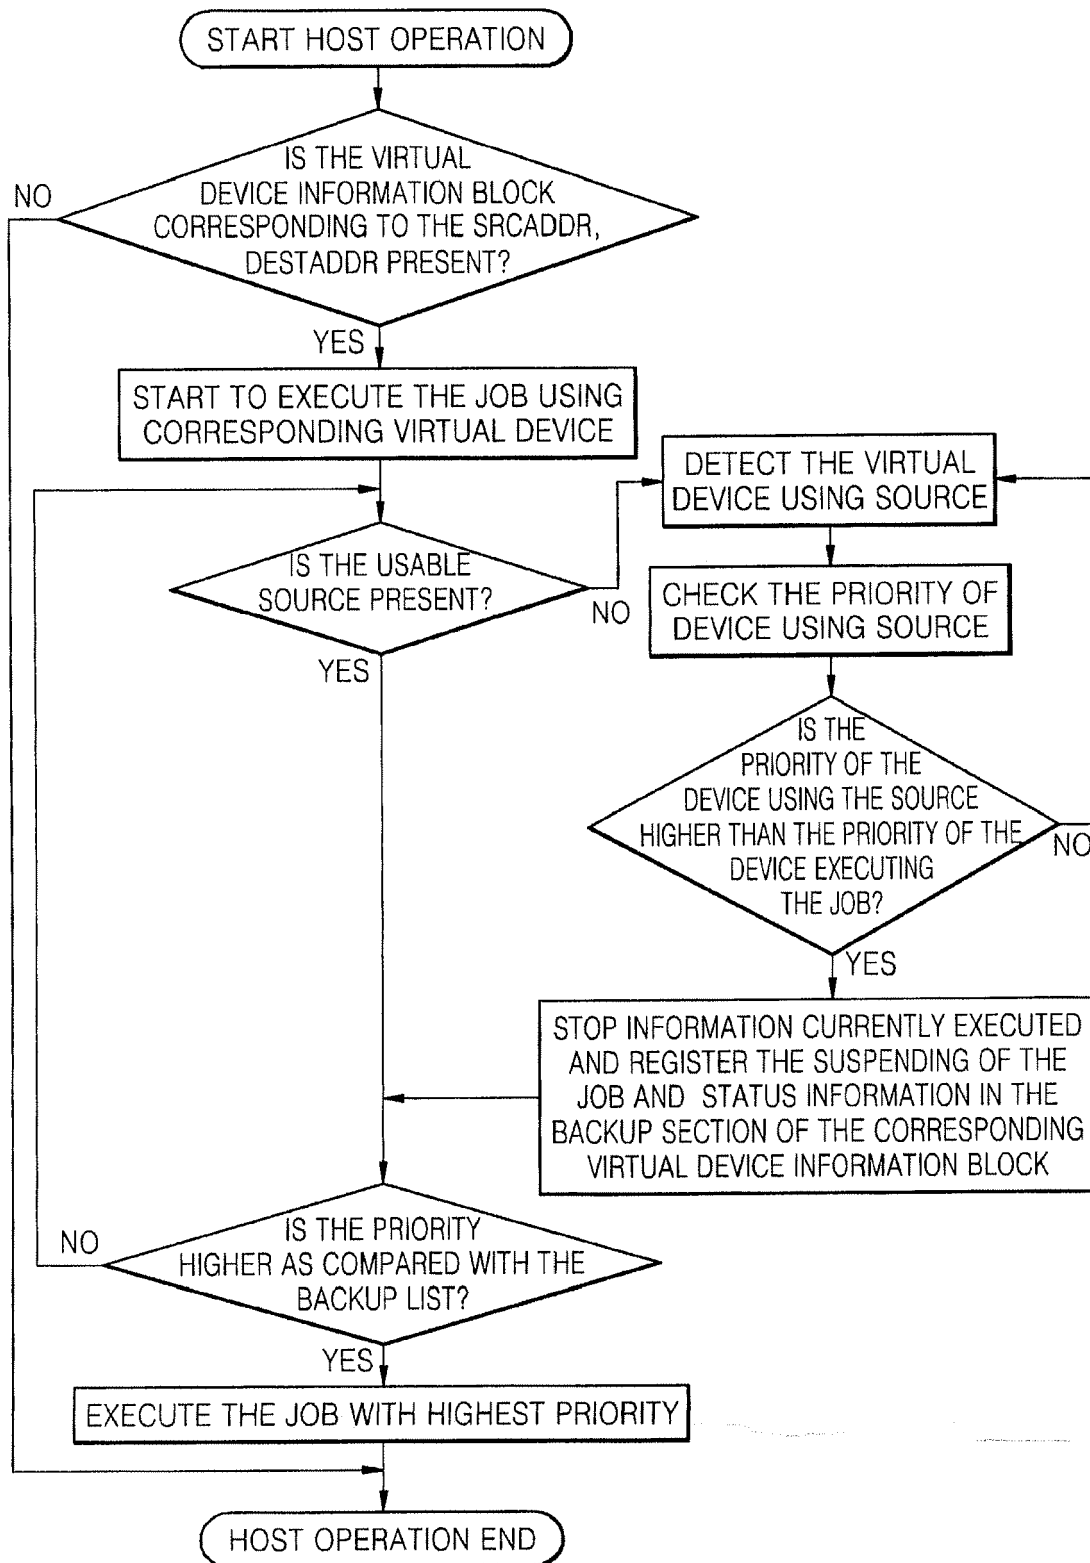 START HOST OPERATION
IS THE VIRTUAL
DEVICE INFORMATION BLOCK
CORRESPONDING TO THE SRCADDR,
DESTADDR PRESENT?
NO
YES
START TO EXECUTE THE JOB USING
CORRESPONDING VIRTUAL DEVICE
IS THE USABLE
SOURCE PRESENT?
NO
YES
DETECT THE VIRTUAL
DEVICE USING SOURCE
CHECK THE PRIORITY OF
DEVICE USING SOURCE
IS THE
PRIORITY OF THE
DEVICE USING THE SOURCE
HIGHER THAN THE PRIORITY OF THE
DEVICE EXECUTING
THE JOB?
NO
YES
STOP INFORMATION CURRENTLY EXECUTED
AND REGISTER THE SUSPENDING OF THE
JOB AND STATUS INFORMATION IN THE
BACKUP SECTION OF THE CORRESPONDING
VIRTUAL DEVICE INFORMATION BLOCK
IS THE PRIORITY
HIGHER AS COMPARED WITH THE
BACKUP LIST?
NO
YES
EXECUTE THE JOB WITH HIGHEST PRIORITY
HOST OPERATION END